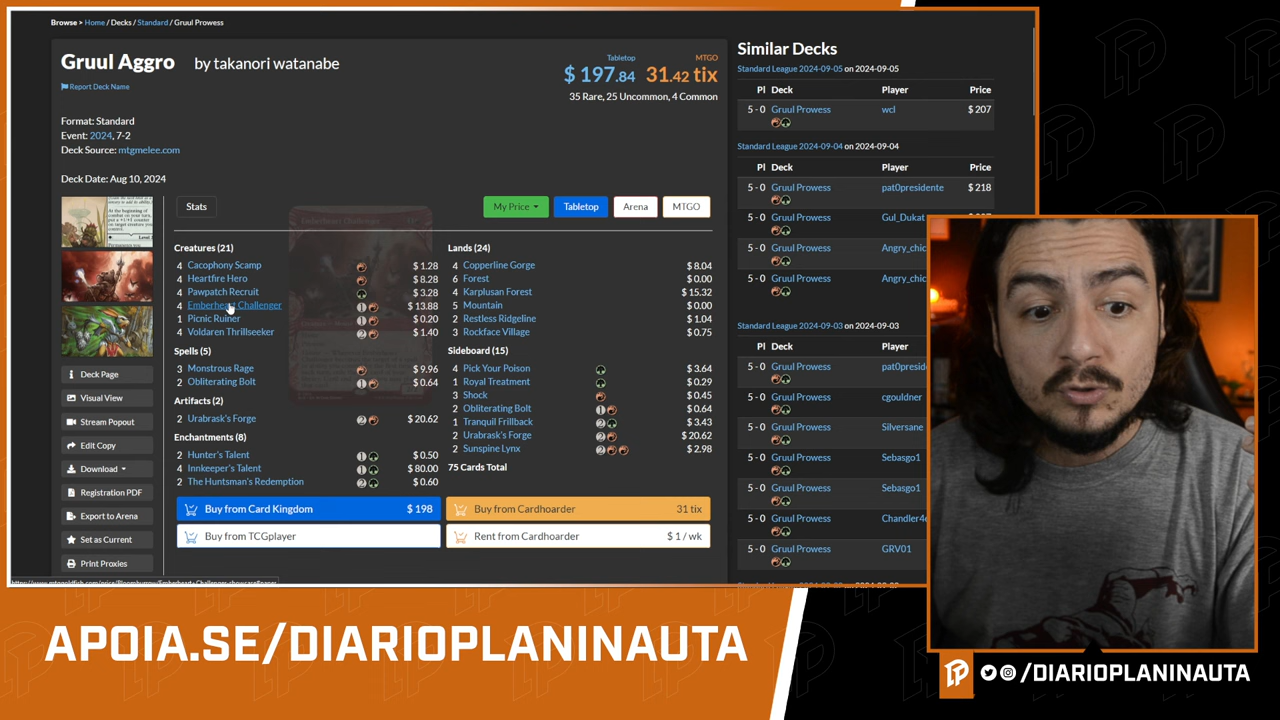 Browse > Home / Decks / Standard / Gruul Prowess
Gruul Aggro by takanori watanabe
Report Deck Name
Tabletop
$ 197.84
MTGO
31.42 tix
35 Rare, 25 Uncommon, 4 Common
Format: Standard
Event: 2024, 7-2
Deck Source: mtgmelee.com
Deck Date: Aug 10, 2024
Stats
My Price
Tabletop
Arena
MTGO
Deck Page
Visual View
Stream Popout
Edit Copy
Download
Registration PDF
Export to Arena
Set as Current
Print Proxies
Creatures (21)
4 Cacophony Scamp $ 1.28
4 Heartfire Hero $ 8.28
4 Pawpatch Recruit $ 3.28
4 Emberheart Challenger 1 $ 13.88
1 Picnic Ruiner 1 $ 0.20
4 Voldaren Thrillseeker 2 $ 1.40
Spells (5)
3 Monstrous Rage $ 9.96
2 Obliterating Bolt 1 $ 0.64
Artifacts (2)
2 Urabrask's Forge 2 $ 20.62
Enchantments (8)
2 Hunter's Talent 1 $ 0.50
4 Innkeeper's Talent 1 $ 80.00
2 The Huntsman's Redemption 2 $ 0.60
Lands (24)
4 Copperline Gorge $ 8.04
6 Forest $ 0.00
4 Karplusan Forest $ 15.32
5 Mountain $ 0.00
2 Restless Ridgeline $ 1.04
3 Rockface Village $ 0.75
Sideboard (15)
4 Pick Your Poison $ 3.64
1 Royal Treatment $ 0.29
3 Shock $ 0.45
2 Obliterating Bolt 1 $ 0.64
1 Tranquil Frillback 2 $ 3.43
2 Urabrask's Forge 2 $ 20.62
2 Sunspine Lynx 2 $ 2.98
75 Cards Total
Buy from Card Kingdom $ 198
Buy from Cardhoarder 31 tix
Buy from TCGplayer
Rent from Cardhoarder $ 1 / wk
Similar Decks
Standard League 2024-09-05 on 2024-09-05
Pl Deck Player Price
5 - 0 Gruul Prowess wcl $ 207
Standard League 2024-09-04 on 2024-09-04
Pl Deck Player Price
5 - 0 Gruul Prowess pat0presidente $ 218
5 - 0 Gruul Prowess Gul_Dukat
5 - 0 Gruul Prowess Angry_chic
5 - 0 Gruul Prowess Angry_chic
Standard League 2024-09-03 on 2024-09-03
Pl Deck Player
5 - 0 Gruul Prowess pat0presid
5 - 0 Gruul Prowess cgouldner
5 - 0 Gruul Prowess Silversane
5 - 0 Gruul Prowess Sebasgo1
5 - 0 Gruul Prowess Sebasgo1
5 - 0 Gruul Prowess Chandler4
5 - 0 Gruul Prowess GRV01
APOIA.SE/DIARIOPLANINAUTA
/DIARIOPLANINAUTA